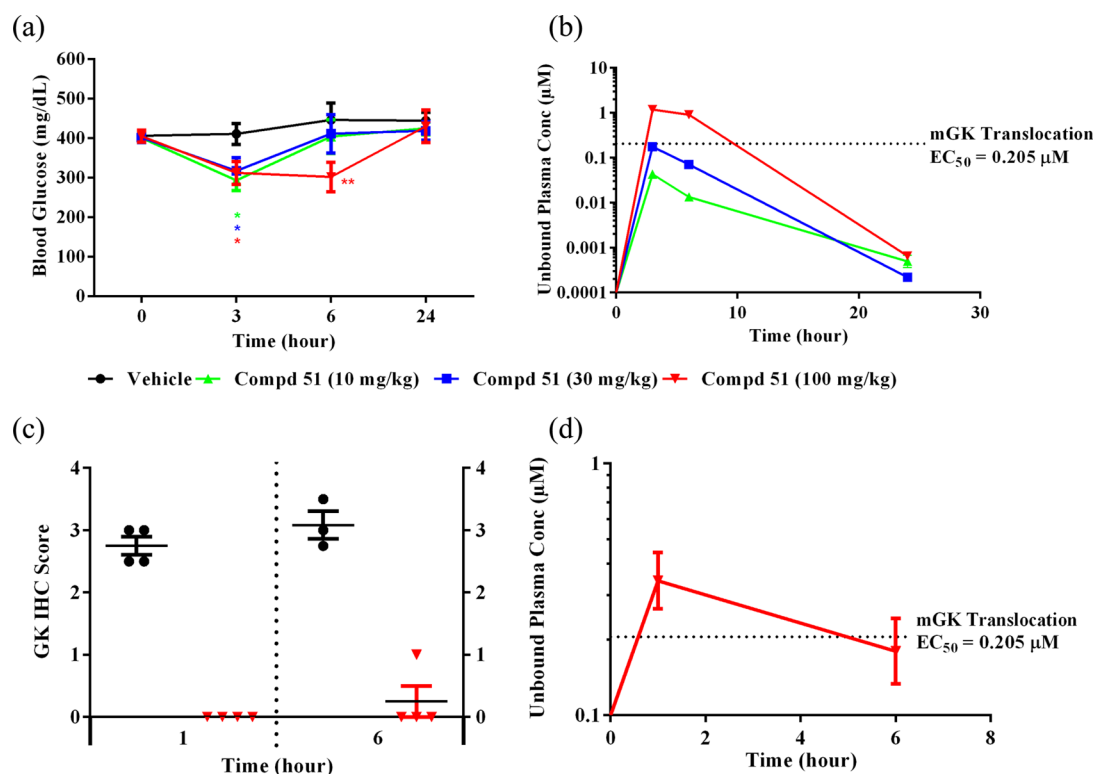 (a)
600
500
400
300
200
100
0
Blood Glucose (mg/dL)
**
*
*
*
0 3 6 24
Time (hour)
(b)
10
1
0.1
0.01
0.001
0.0001
Unbound Plasma Conc (μM)
mGK Translocation
EC50 = 0.205 μM
0 10 20 30
Time (hour)
Vehicle Compd 51 (10 mg/kg) Compd 51 (30 mg/kg) Compd 51 (100 mg/kg)
(c)
4
3
2
1
0
GK IHC Score
4
3
2
1
0
1 6
Time (hour)
(d)
1
0.1
Unbound Plasma Conc (μM)
mGK Translocation
EC50 = 0.205 μM
0 2 4 6 8
Time (hour)